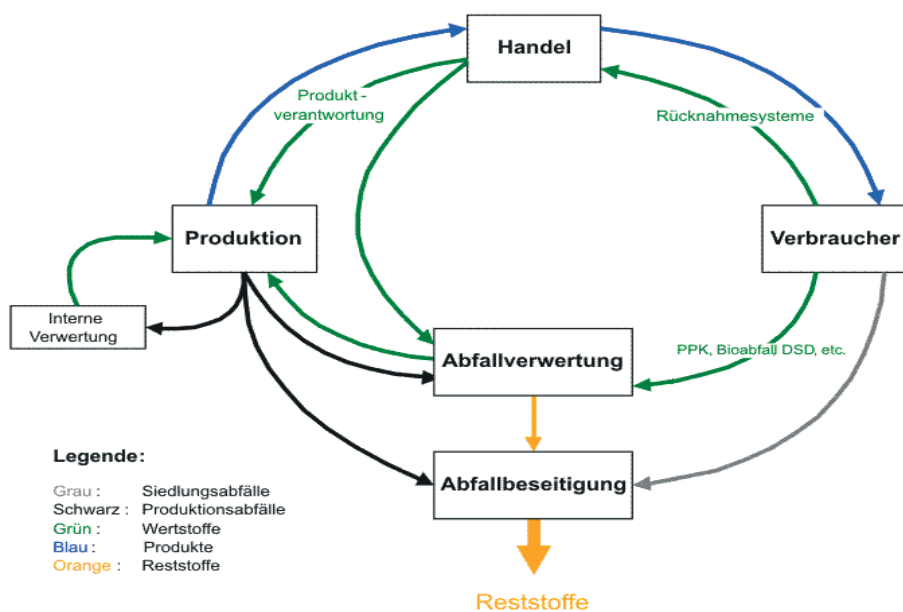 Handel
Produkt -
verantwortung
Rücknahmesysteme
Produktion
Verbraucher
Interne
Verwertung
Abfallverwertung
PPK, Bioabfall, DSD, etc.
Legende:
Abfallbeseitigung
Grau : Siedlungsabfälle
Schwarz : Produktionsabfälle
Grün : Wertstoffe
Blau : Produkte
Orange : Reststoffe
Reststoffe